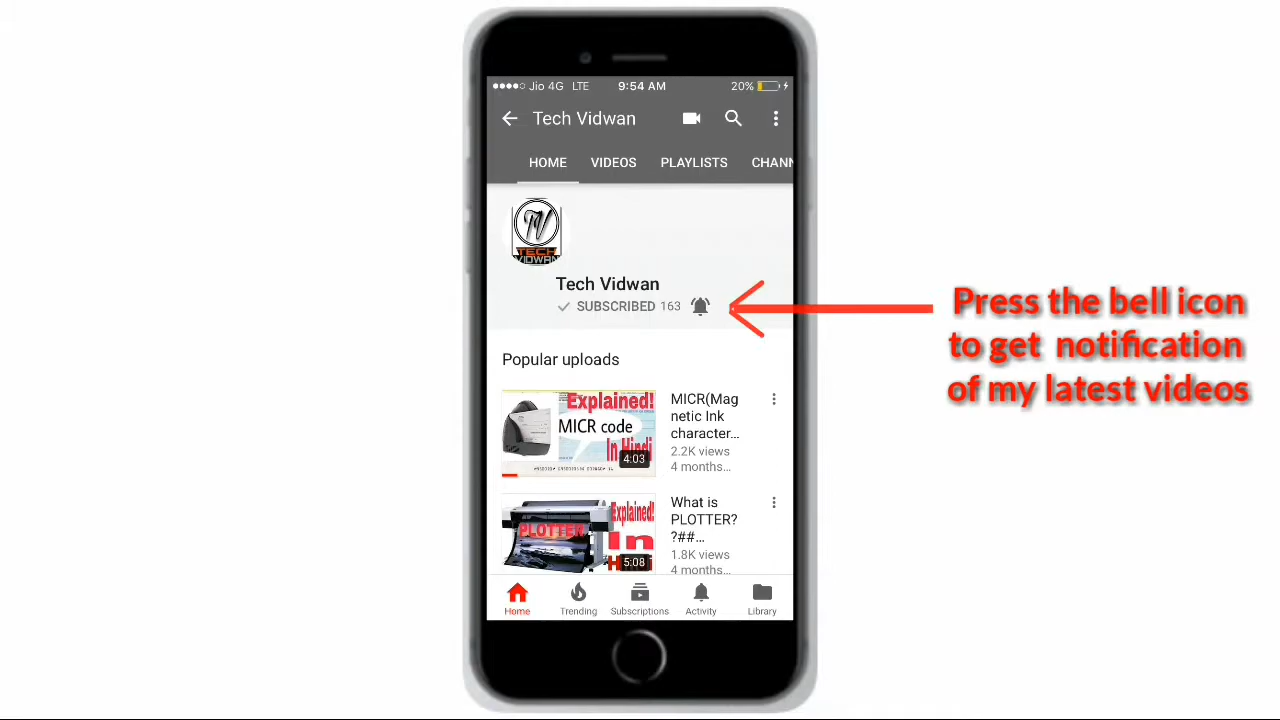 Jio 4G LTE 9:54 AM 20%
Tech Vidwan
HOME VIDEOS PLAYLISTS CHANN
TV
TECH
VIDWAN
Tech Vidwan
SUBSCRIBED 163
Press the bell icon
to get notification
of my latest videos
Popular uploads
Explained!
MICR code
In Hindi
4:03
MICR(Mag
netic Ink
character...
2.2K views
4 months...
Explained!
PLOTTER
In
5:08
What is
PLOTTER?
?##...
1.8K views
4 months...
Home Trending Subscriptions Activity Library